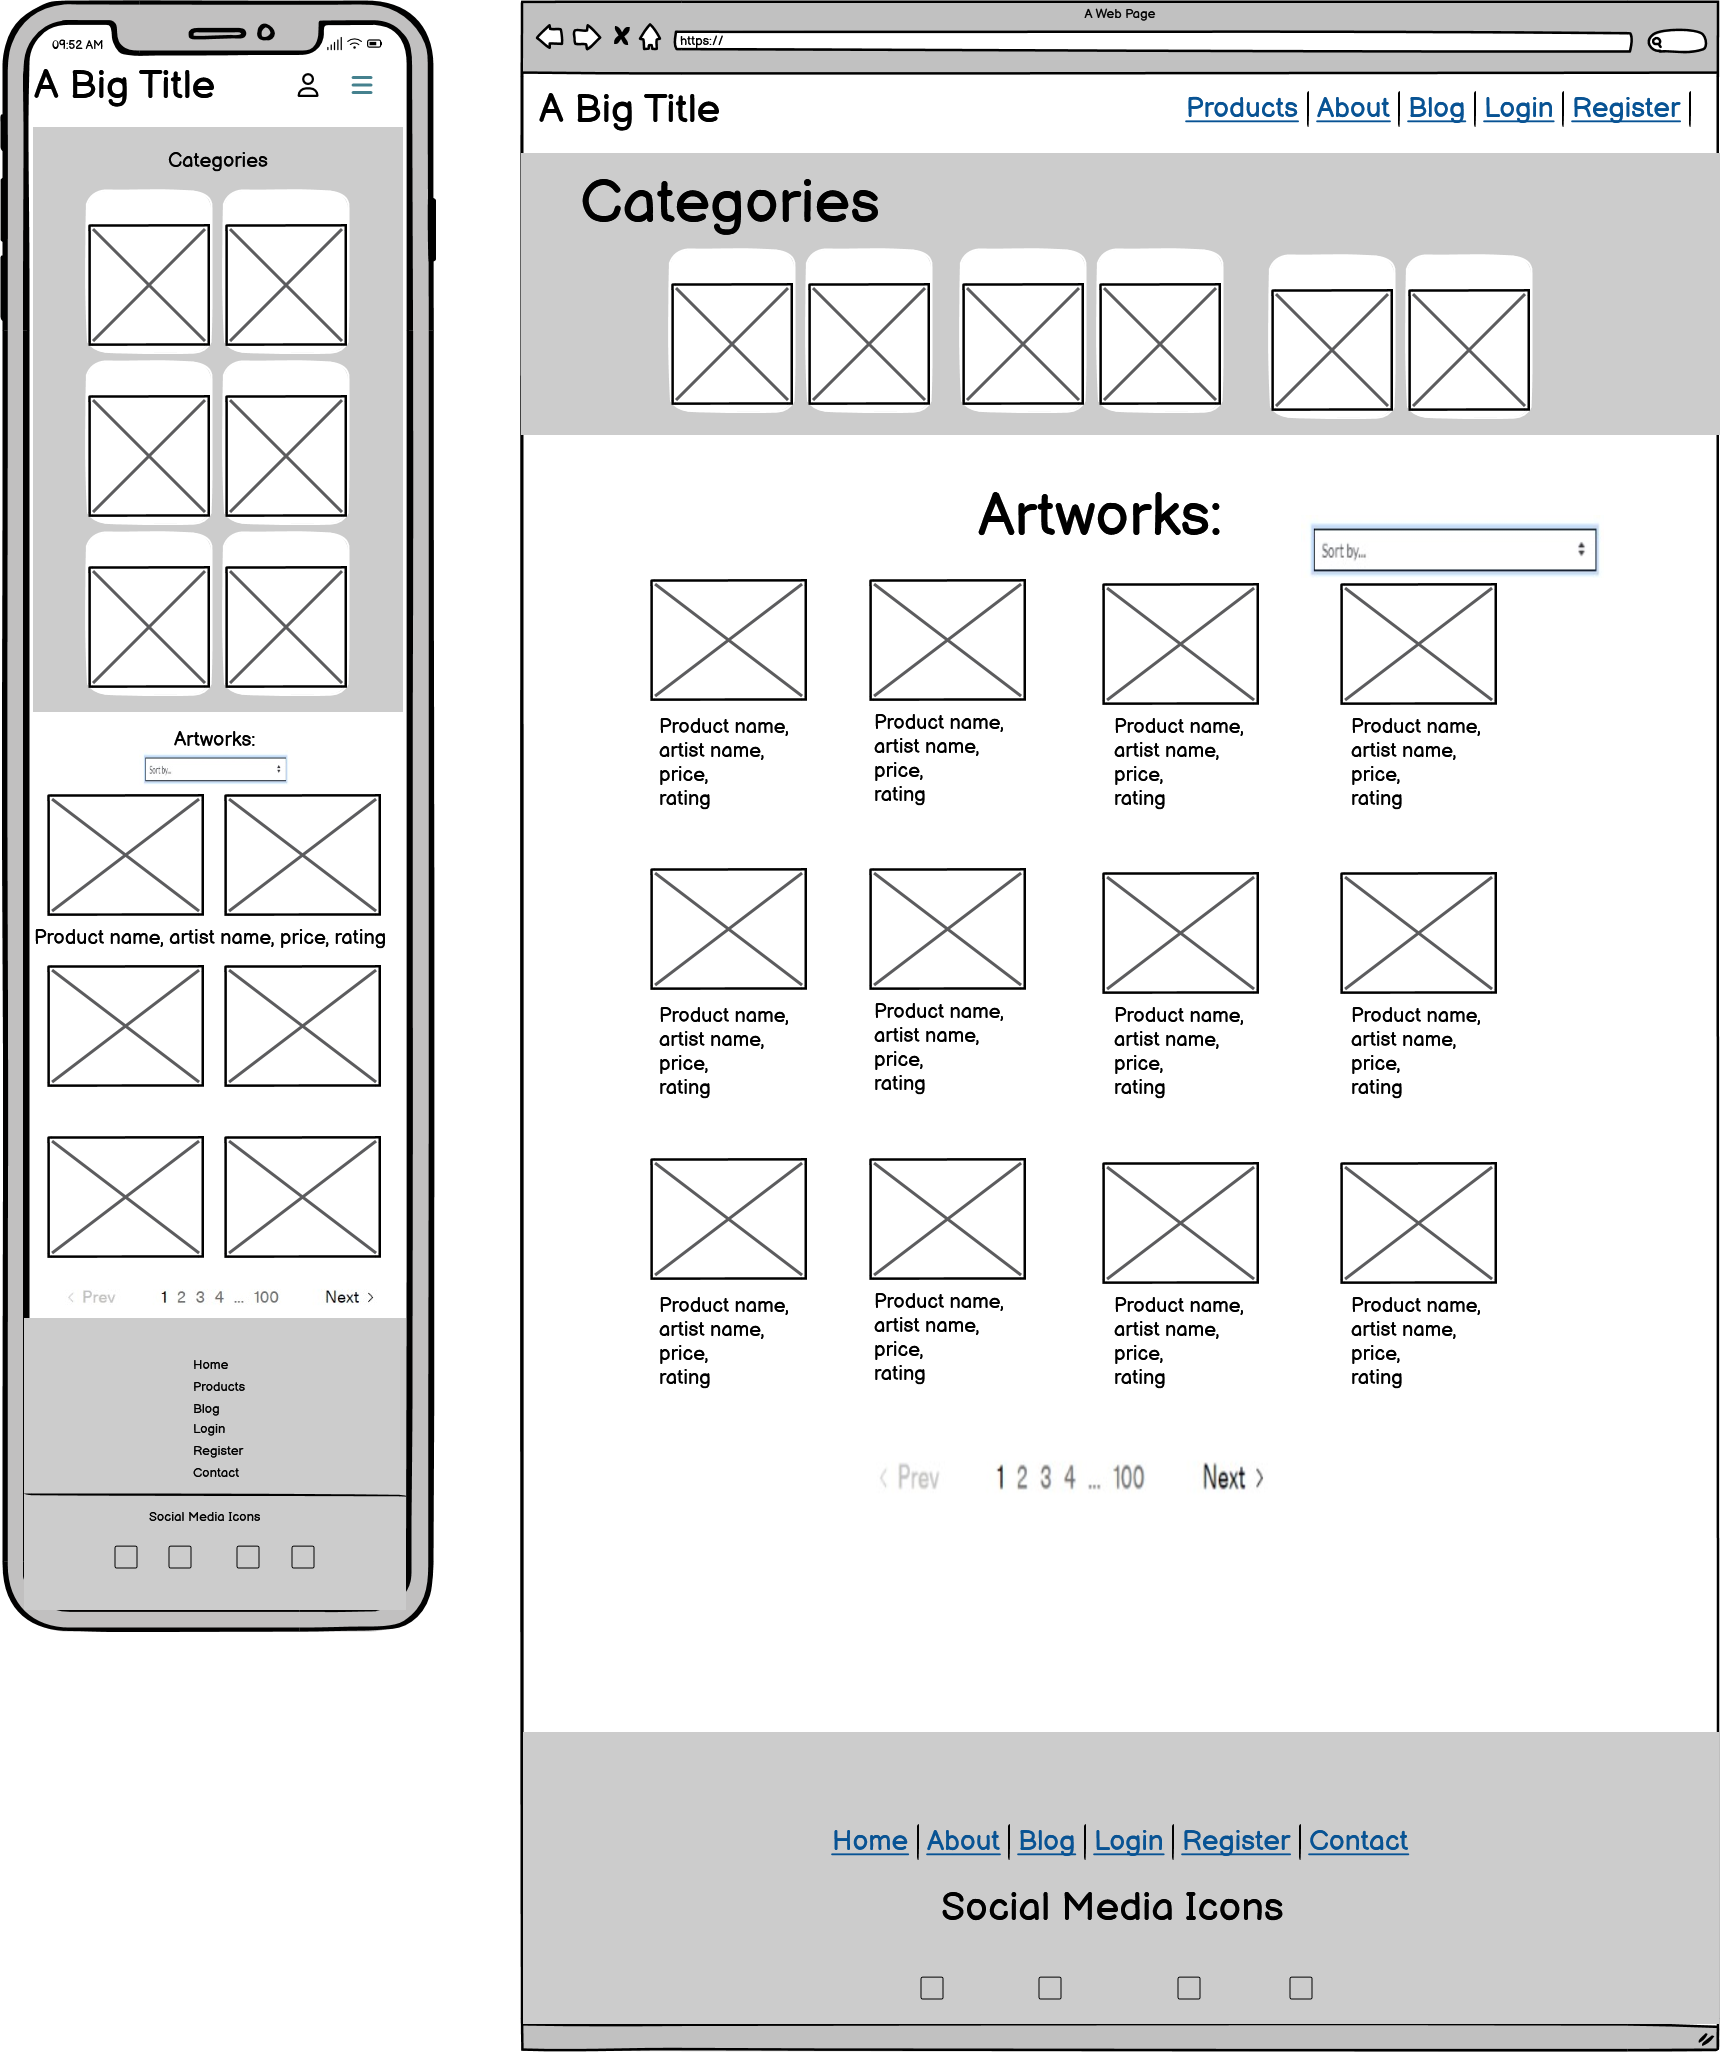 09:52 AM
A Big Title
Categories
Artworks:
Sort by...
Product name, artist name, price, rating
< Prev 1 2 3 4 ... 100 Next >
Home
Products
Blog
Login
Register
Contact
Social Media Icons
A Web Page
https://
A Big Title
Products | About | Blog | Login | Register |
Categories
Artworks:
Sort by...
Product name,
artist name,
price,
rating
Product name,
artist name,
price,
rating
Product name,
artist name,
price,
rating
Product name,
artist name,
price,
rating
Product name,
artist name,
price,
rating
Product name,
artist name,
price,
rating
Product name,
artist name,
price,
rating
Product name,
artist name,
price,
rating
Product name,
artist name,
price,
rating
Product name,
artist name,
price,
rating
Product name,
artist name,
price,
rating
Product name,
artist name,
price,
rating
< Prev 1 2 3 4 ... 100 Next >
Home | About | Blog | Login | Register | Contact
Social Media Icons